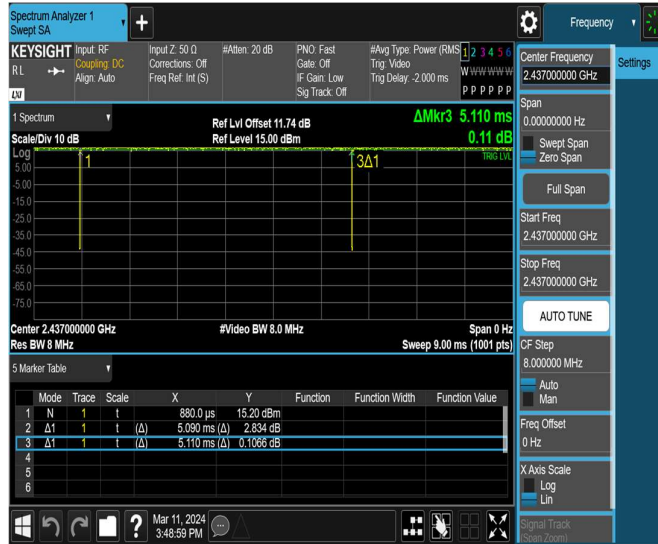 Spectrum Analyzer 1
Swept SA
Frequency
KEYSIGHT
RL
LXI
Input: RF
Coupling: DC
Align: Auto
Input Z: 50 Ω
Corrections: Off
Freq Ref: Int (S)
#Atten: 20 dB
PNO: Fast
Gate: Off
IF Gain: Low
Sig Track: Off
#Avg Type: Power (RMS
Trig: Video
Trig Delay: -2.000 ms
1 2 3 4 5 6
W W W W W W
P P P P P P
Center Frequency
2.437000000 GHz
Settings
1 Spectrum
Scale/Div 10 dB
Ref Lvl Offset 11.74 dB
Ref Level 15.00 dBm
ΔMkr3 5.110 ms
0.11 dB
Log
TRIG LVL
1
3Δ1
5.00
-5.00
-15.0
-25.0
-35.0
-45.0
-55.0
-65.0
-75.0
Center 2.437000000 GHz
Res BW 8 MHz
#Video BW 8.0 MHz
Span 0 Hz
Sweep 9.00 ms (1001 pts)
Span
0.00000000 Hz
Swept Span
Zero Span
Full Span
Start Freq
2.437000000 GHz
Stop Freq
2.437000000 GHz
AUTO TUNE
CF Step
8.000000 MHz
Auto
Man
Freq Offset
0 Hz
X Axis Scale
Log
Lin
Signal Track
(Span Zoom)
5 Marker Table
Mode Trace Scale X Y Function Function Width Function Value
1 N 1 t 880.0 µs 15.20 dBm
2 Δ1 1 t (Δ) 5.090 ms (Δ) 2.834 dB
3 Δ1 1 t (Δ) 5.110 ms (Δ) 0.1066 dB
4
5
6
?
Mar 11, 2024
3:48:59 PM